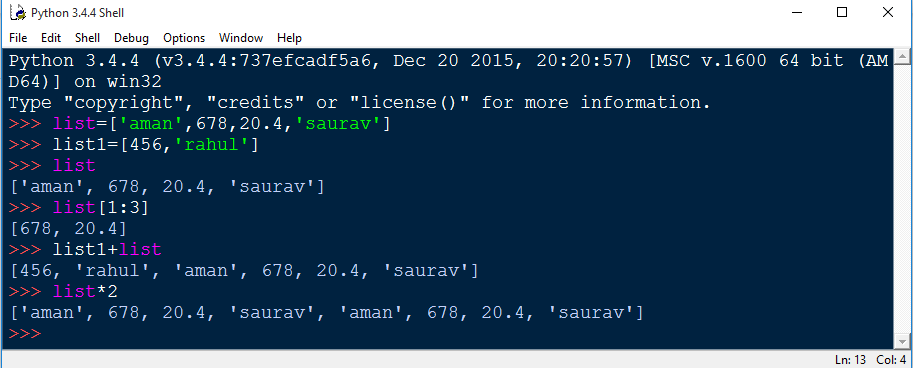 Python 3.4.4 Shell
File Edit Shell Debug Options Window Help
Python 3.4.4 (v3.4.4:737efcadf5a6, Dec 20 2015, 20:20:57) [MSC v.1600 64 bit (AM
D64)] on win32
Type "copyright", "credits" or "license()" for more information.
>>> list=['aman',678,20.4,'saurav']
>>> list1=[456,'rahul']
>>> list
['aman', 678, 20.4, 'saurav']
>>> list[1:3]
[678, 20.4]
>>> list1+list
[456, 'rahul', 'aman', 678, 20.4, 'saurav']
>>> list*2
['aman', 678, 20.4, 'saurav', 'aman', 678, 20.4, 'saurav']
>>>
Ln: 13 Col: 4